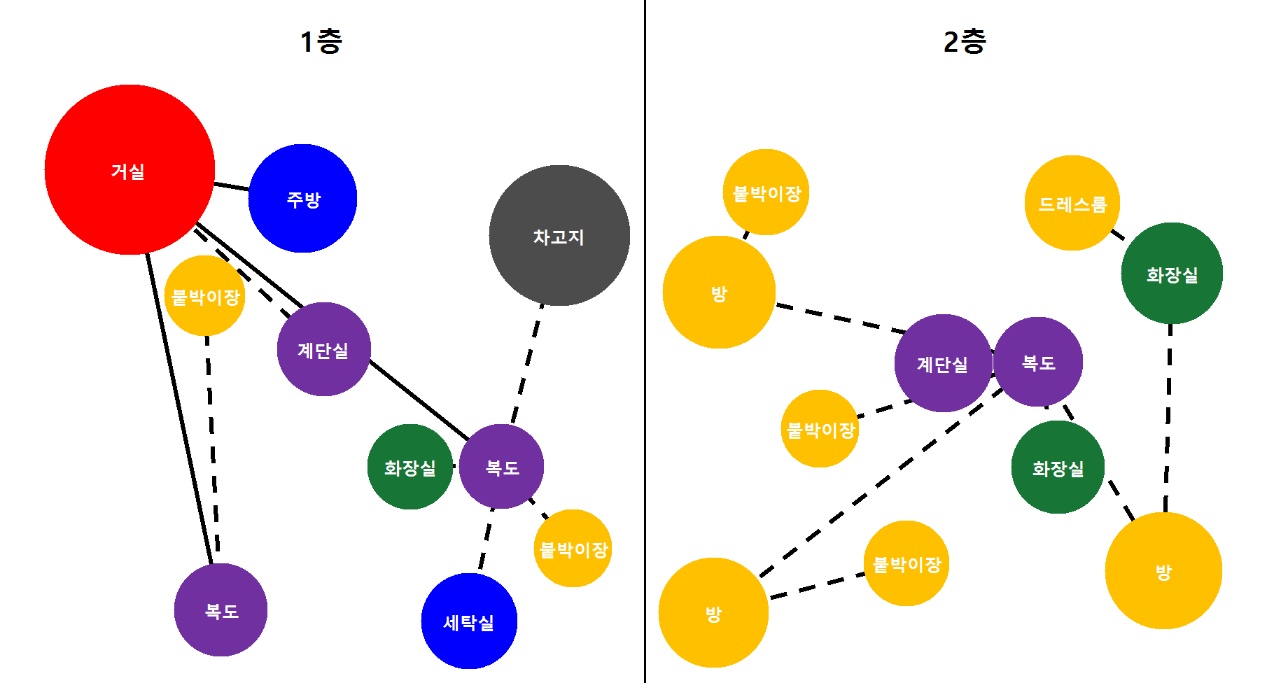 1층
거실
주방
차고지
붙박이장
계단실
화장실
복도
붙박이장
복도
세탁실
2층
붙박이장
드레스룸
화장실
방
계단실
복도
붙박이장
화장실
붙박이장
방
방